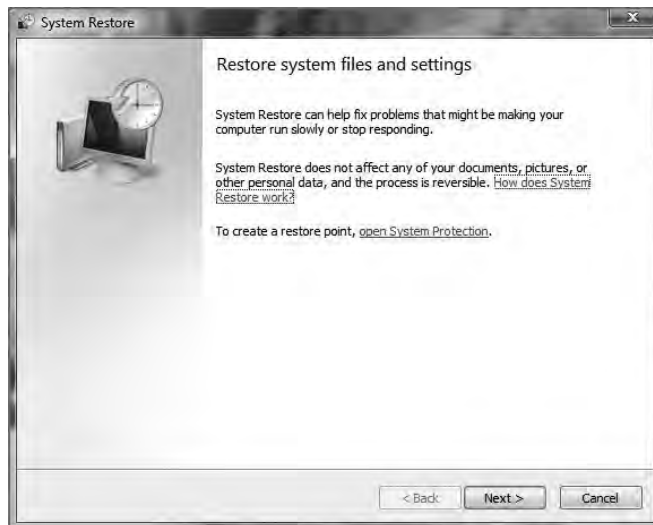 System Restore
Restore system files and settings
System Restore can help fix problems that might be making your
computer run slowly or stop responding.
System Restore does not affect any of your documents, pictures, or
other personal data, and the process is reversible. How does System
Restore work?
To create a restore point, open System Protection.
< Back Next > Cancel